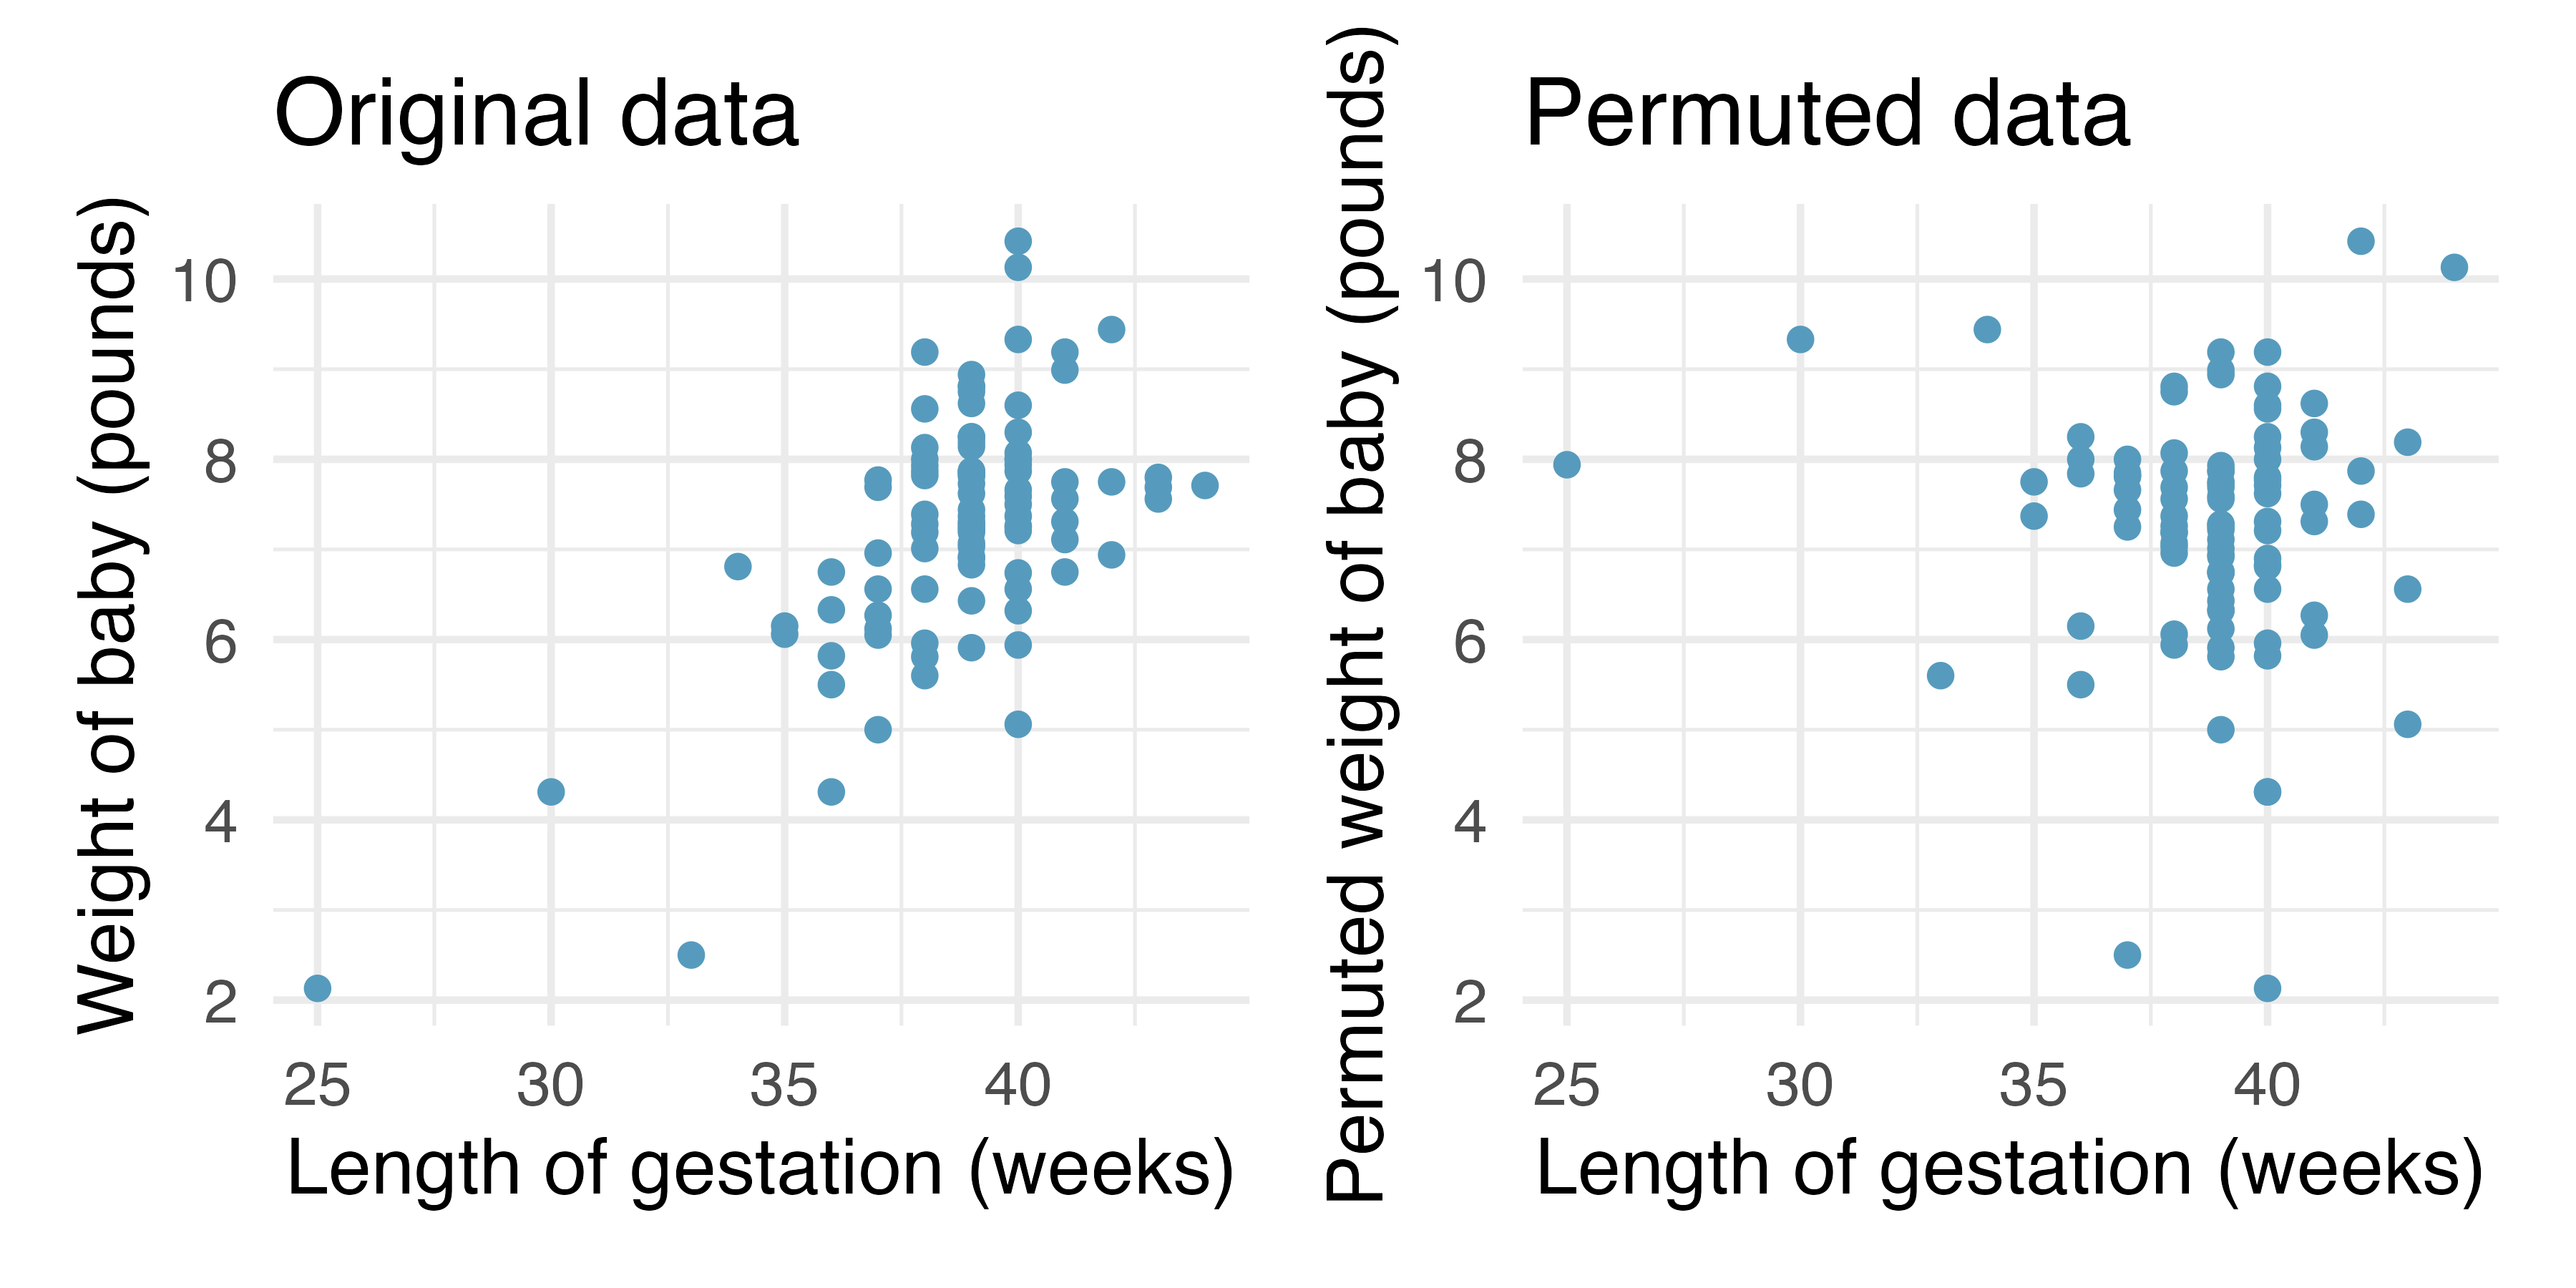 Original data
Weight of baby (pounds)
10
8
6
4
2
25 30 35 40
Length of gestation (weeks)
Permuted data
Permuted weight of baby (pounds)
10
8
6
4
2
25 30 35 40
Length of gestation (weeks)